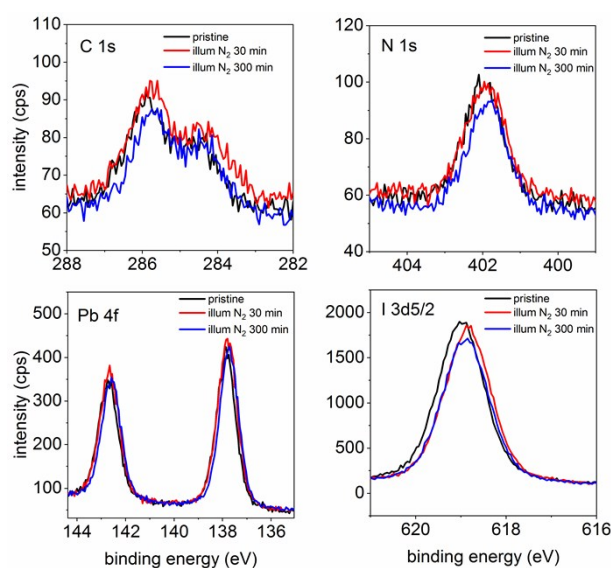 C 1s
pristine
illum N₂ 30 min
illum N₂ 300 min
intensity (cps)
110
100
90
80
70
60
50
288
286
284
282
N 1s
pristine
illum N₂ 30 min
illum N₂ 300 min
120
100
80
60
40
404
402
400
Pb 4f
pristine
illum N₂ 30 min
illum N₂ 300 min
intensity (cps)
500
400
300
200
100
144
142
140
138
136
binding energy (eV)
I 3d5/2
pristine
illum N₂ 30 min
illum N₂ 300 min
2000
1500
1000
500
0
620
618
616
binding energy (eV)